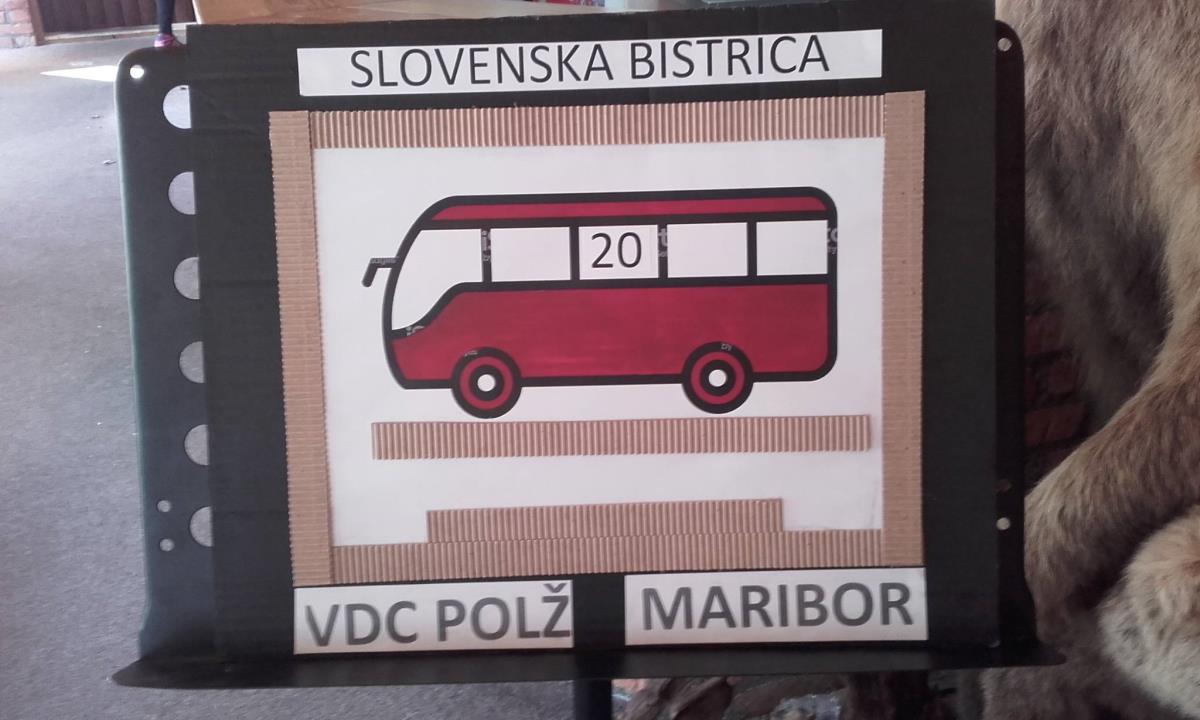 SLOVENSKA BISTRICA
20
VDC POLŽ
MARIBOR